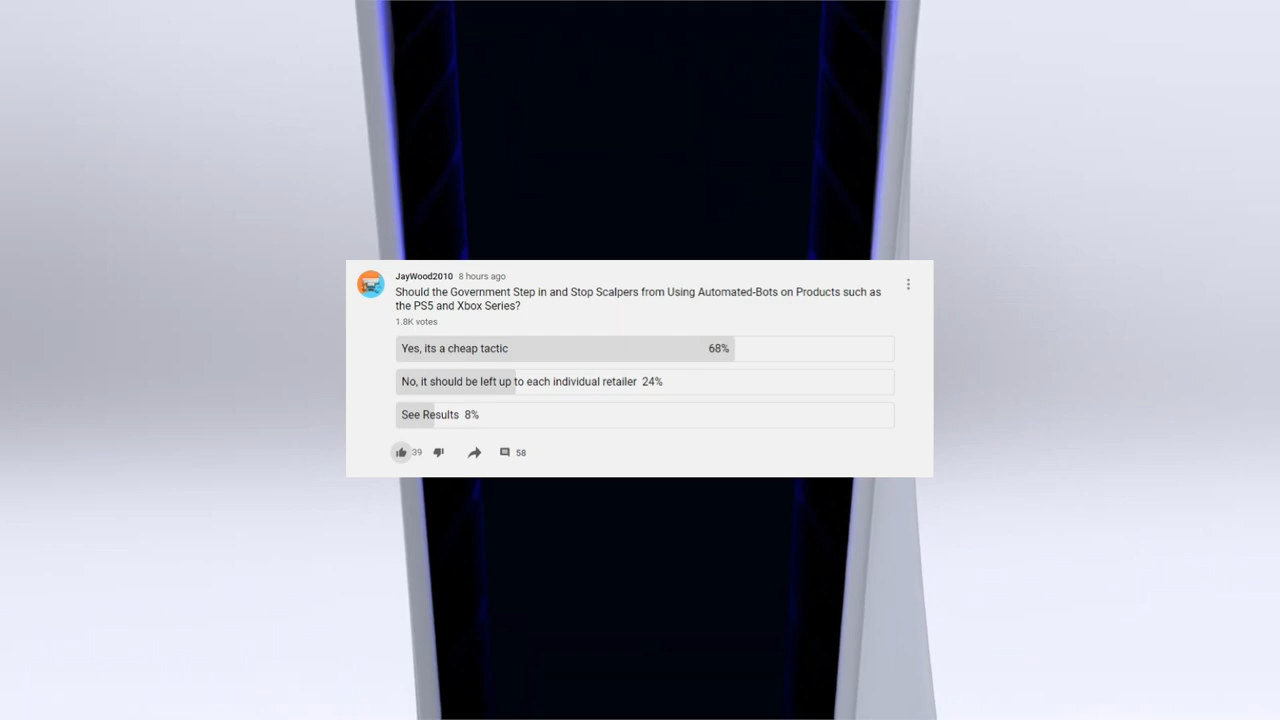 JayWood2010 8 hours ago
Should the Government Step in and Stop Scalpers from Using Automated-Bots on Products such as
the PS5 and Xbox Series?
1.8K votes
Yes, its a cheap tactic 68%
No, it should be left up to each individual retailer 24%
See Results 8%
39 58